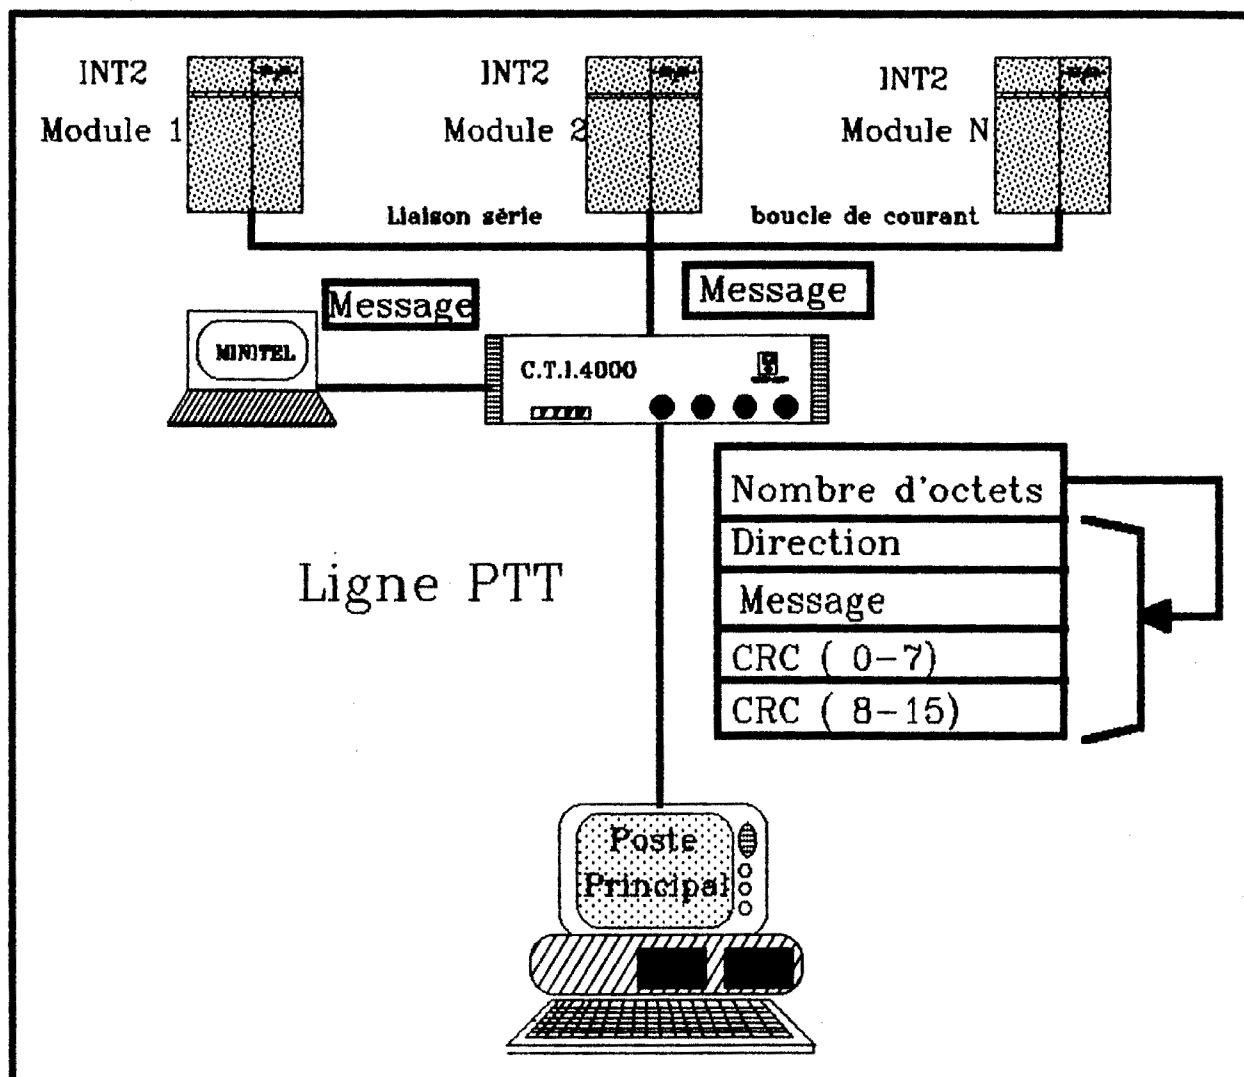 INT2
Module 1
INT2
Module 2
INT2
Module N
Liaison série
boucle de courant
Message
Message
MINITEL
C.T.I.4000
Nombre d'octets
Direction
Message
CRC ( 0-7)
CRC ( 8-15)
Ligne PTT
Poste
Principal